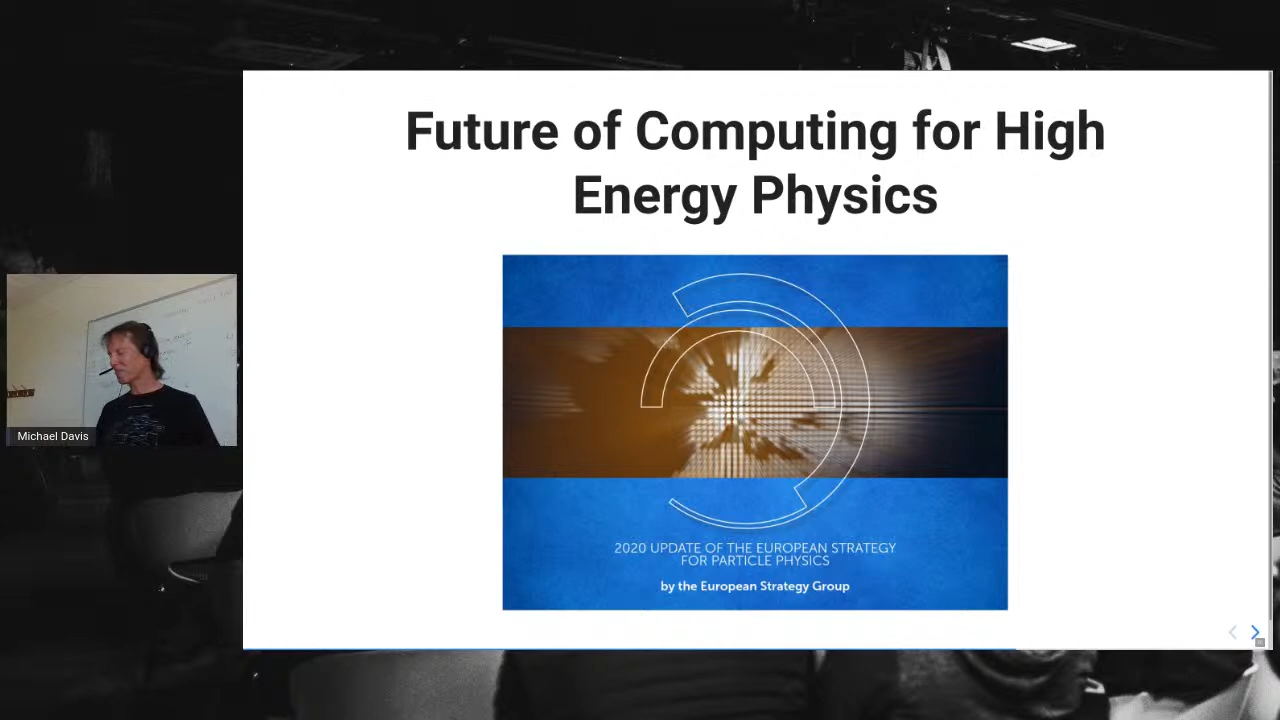 Future of Computing for High
Energy Physics
2020 UPDATE OF THE EUROPEAN STRATEGY
FOR PARTICLE PHYSICS
by the European Strategy Group
Michael Davis